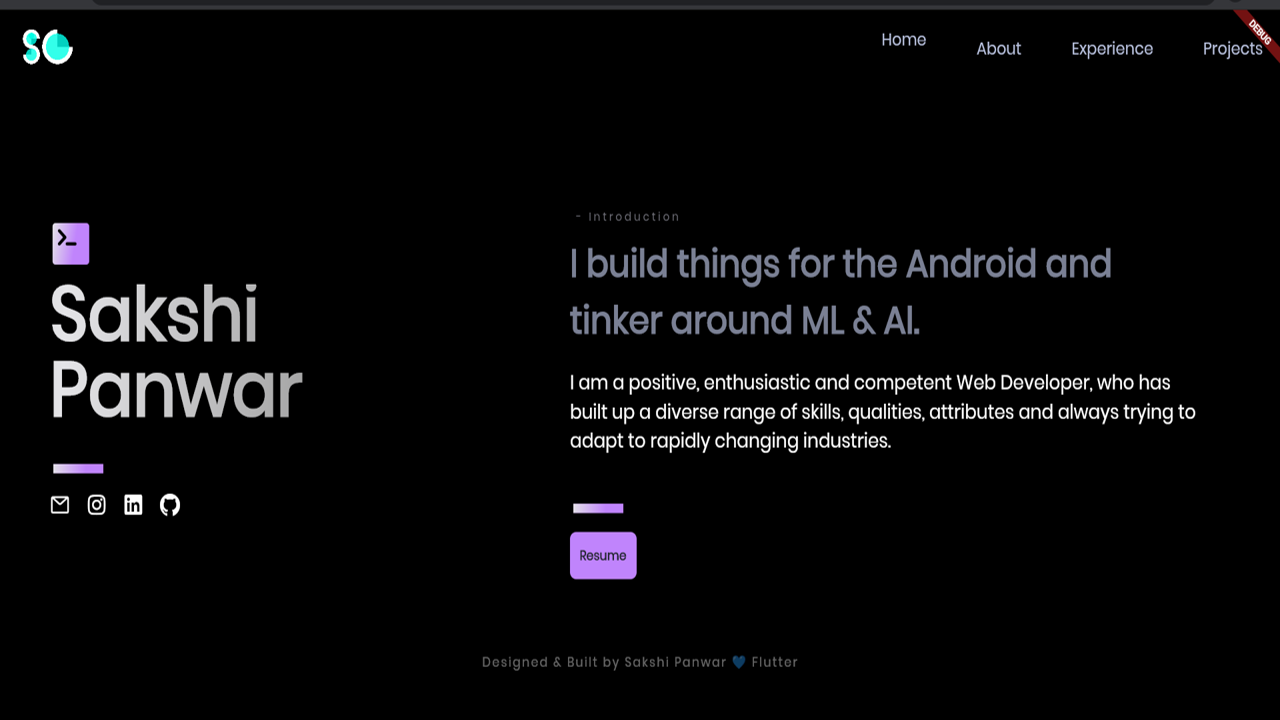 Home About Experience Projects
DEBUG
- Introduction
I build things for the Android and
tinker around ML & AI.
Sakshi
Panwar
I am a positive, enthusiastic and competent Web Developer, who has
built up a diverse range of skills, qualities, attributes and always trying to
adapt to rapidly changing industries.
Resume
Designed & Built by Sakshi Panwar 💙 Flutter